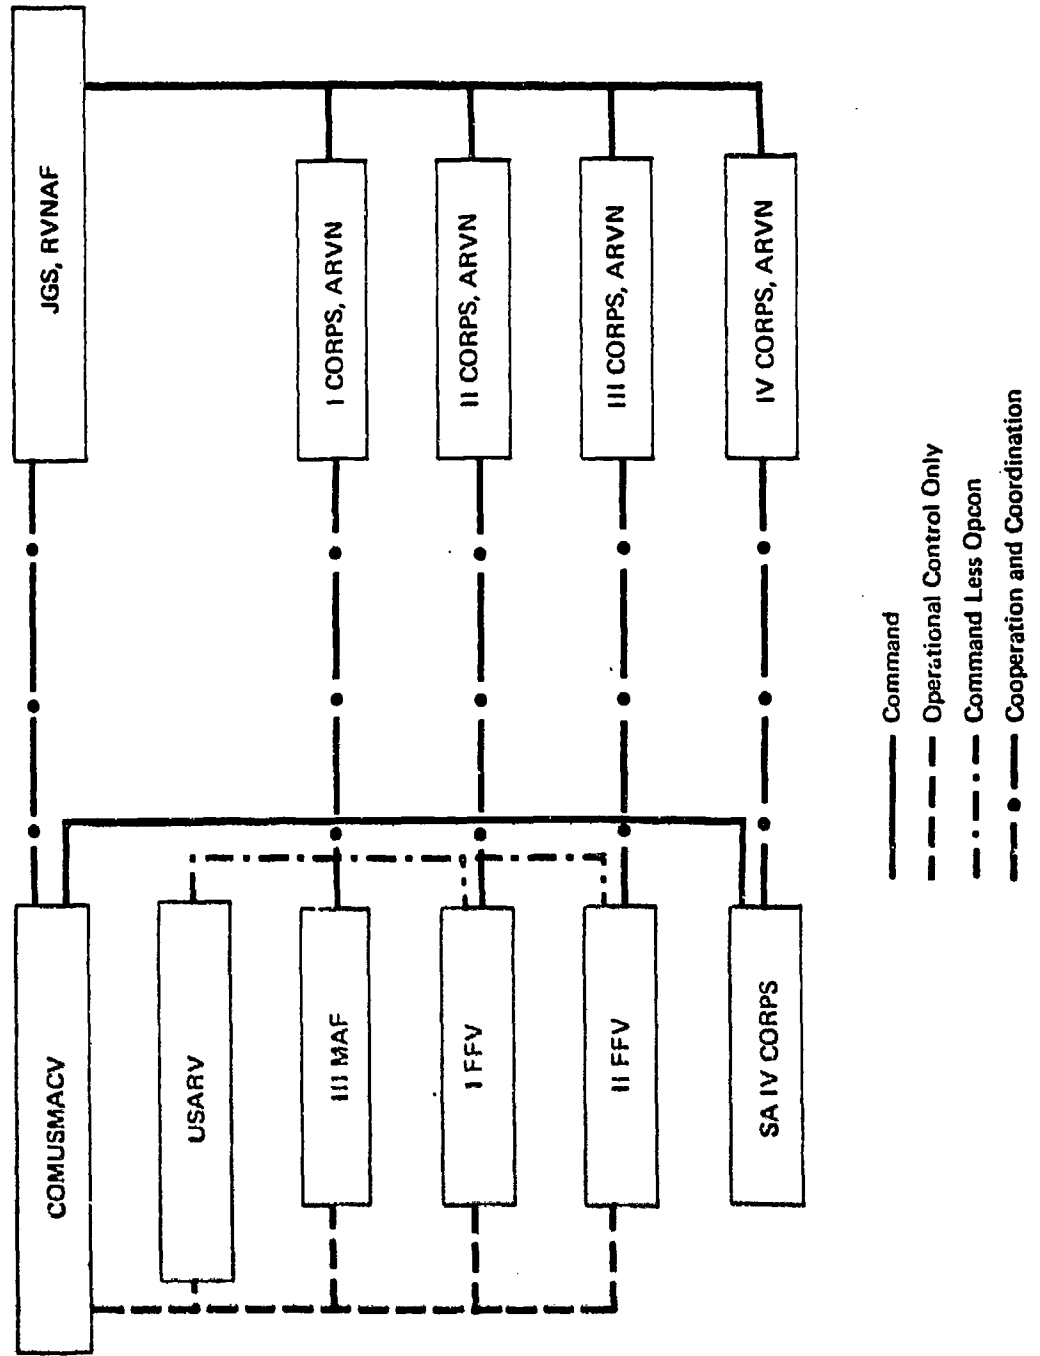 COMUSMACV
JGS, RVNAF
USARV
III MAF
I CORPS, ARVN
I FFV
II CORPS, ARVN
II FFV
III CORPS, ARVN
SA IV CORPS
IV CORPS, ARVN
Command
Operational Control Only
Command Less Opcon
Cooperation and Coordination